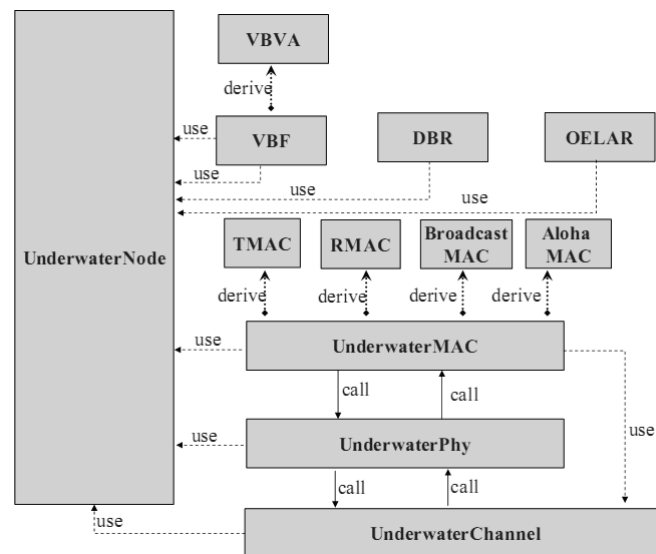 VBVA
derive
use
VBF
DBR
OELAR
use
use
use
UnderwaterNode
TMAC
RMAC
Broadcast
MAC
Aloha
MAC
derive
derive
derive
derive
UnderwaterMAC
use
call
call
use
UnderwaterPhy
use
call
call
use
UnderwaterChannel